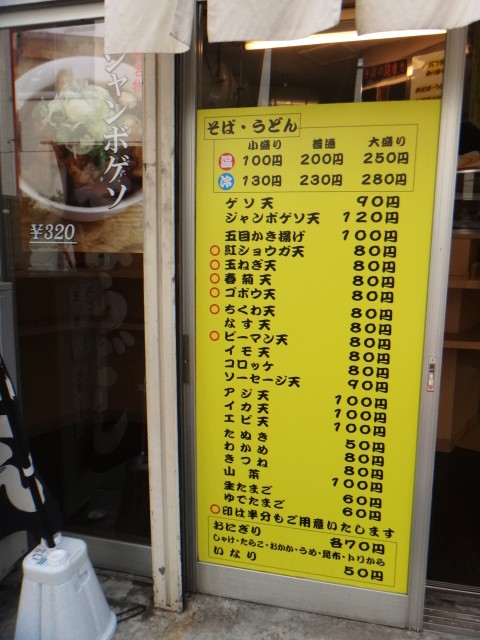 ジャンボゲソ
¥320
そば・うどん
小盛り 普通 大盛り
温 100円 200円 250円
冷 130円 230円 280円
ゲソ天 90円
ジャンボゲソ天 120円
五目かき揚げ 100円
○ 紅ショウガ天 80円
○ 玉ねぎ天 80円
○ 春菊天 80円
○ ゴボウ天 80円
○ ちくわ天 80円
なす天 80円
○ ピーマン天 80円
イモ天 80円
コロッケ 80円
ソーセージ天 90円
アジ天 100円
イカ天 100円
エビ天 100円
たぬき 50円
わかめ 80円
きつね 80円
山菜 100円
生たまご 60円
ゆでたまご 60円
○印は半分もご用意いたします
おにぎり 各70円
しゃけ・たらこ・おかか・うめ・昆布・トリから
いなり 50円